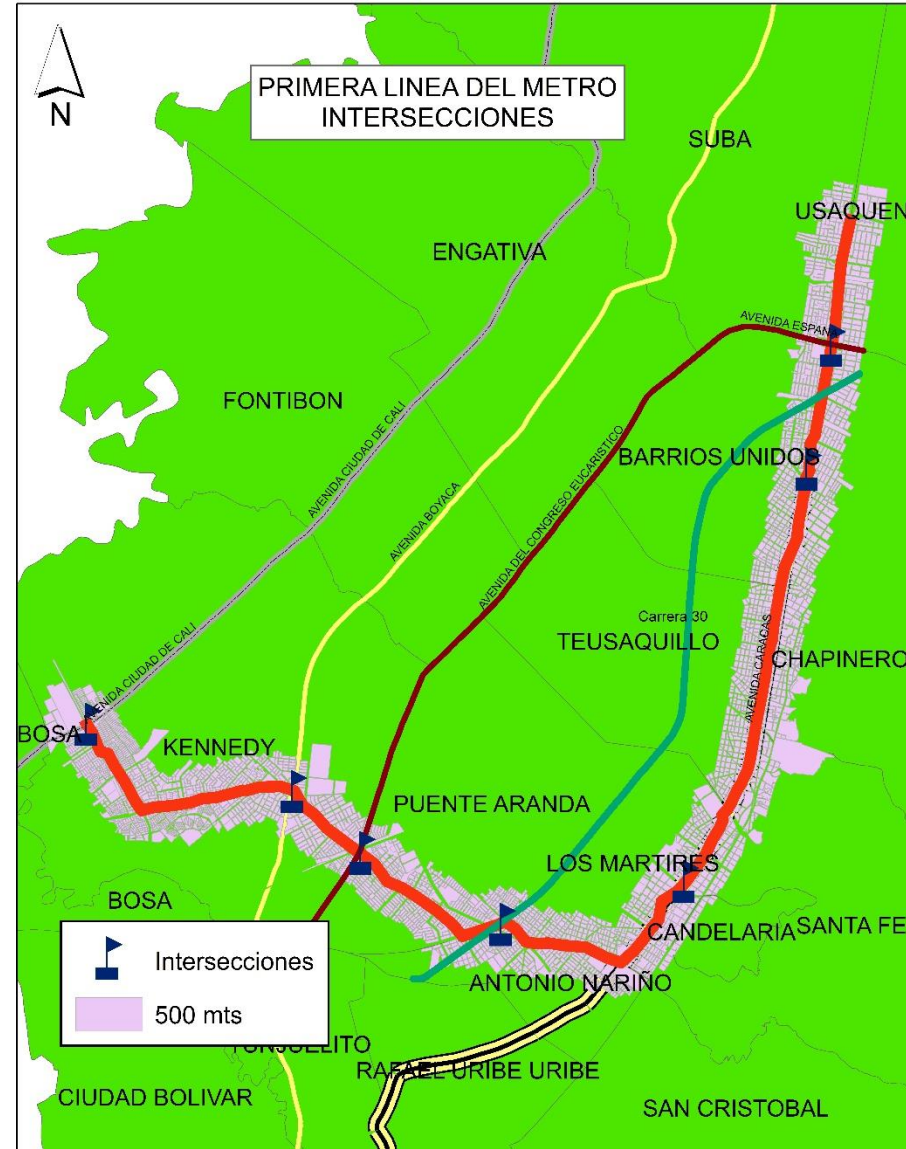 N
PRIMERA LINEA DEL METRO
INTERSECCIONES
SUBA
USAQUEN
ENGATIVA
AVENIDA ESPAÑA
FONTIBON
AVENIDA CIUDAD DE CALI
BARRIOS UNIDOS
AVENIDA DEL CONGRESO EUCARISTICO
AVENIDA BOYACA
Carrera 30
TEUSAQUILLO
CHAPINERO
AVENIDA CARACAS
AVENIDA CIUDAD DE CALI
BOSA
KENNEDY
PUENTE ARANDA
LOS MARTIRES
BOSA
CANDELARIA
SANTA FE
Intersecciones
500 mts
ANTONIO NARIÑO
TUNJUELITO
RAFAEL URIBE URIBE
CIUDAD BOLIVAR
SAN CRISTOBAL